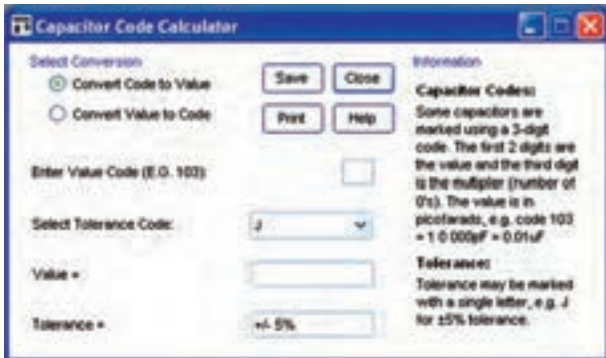 Capacitor Code Calculator
Select Conversion
Convert Code to Value
Convert Value to Code
Save
Close
Print
Help
Enter Value Code (E.G. 103):
Select Tolerance Code:
J
Value =
Tolerance =
+/- 5%
Information
Capacitor Codes:
Some capacitors are
marked using a 3-digit
code. The first 2 digits are
the value and the third digit
is the multiplier (number of
0's). The value is in
picofarads, e.g. code 103
= 1 0 000pF = 0.01uF
Tolerance:
Tolerance may be marked
with a single letter, e.g. J
for ±5% tolerance.